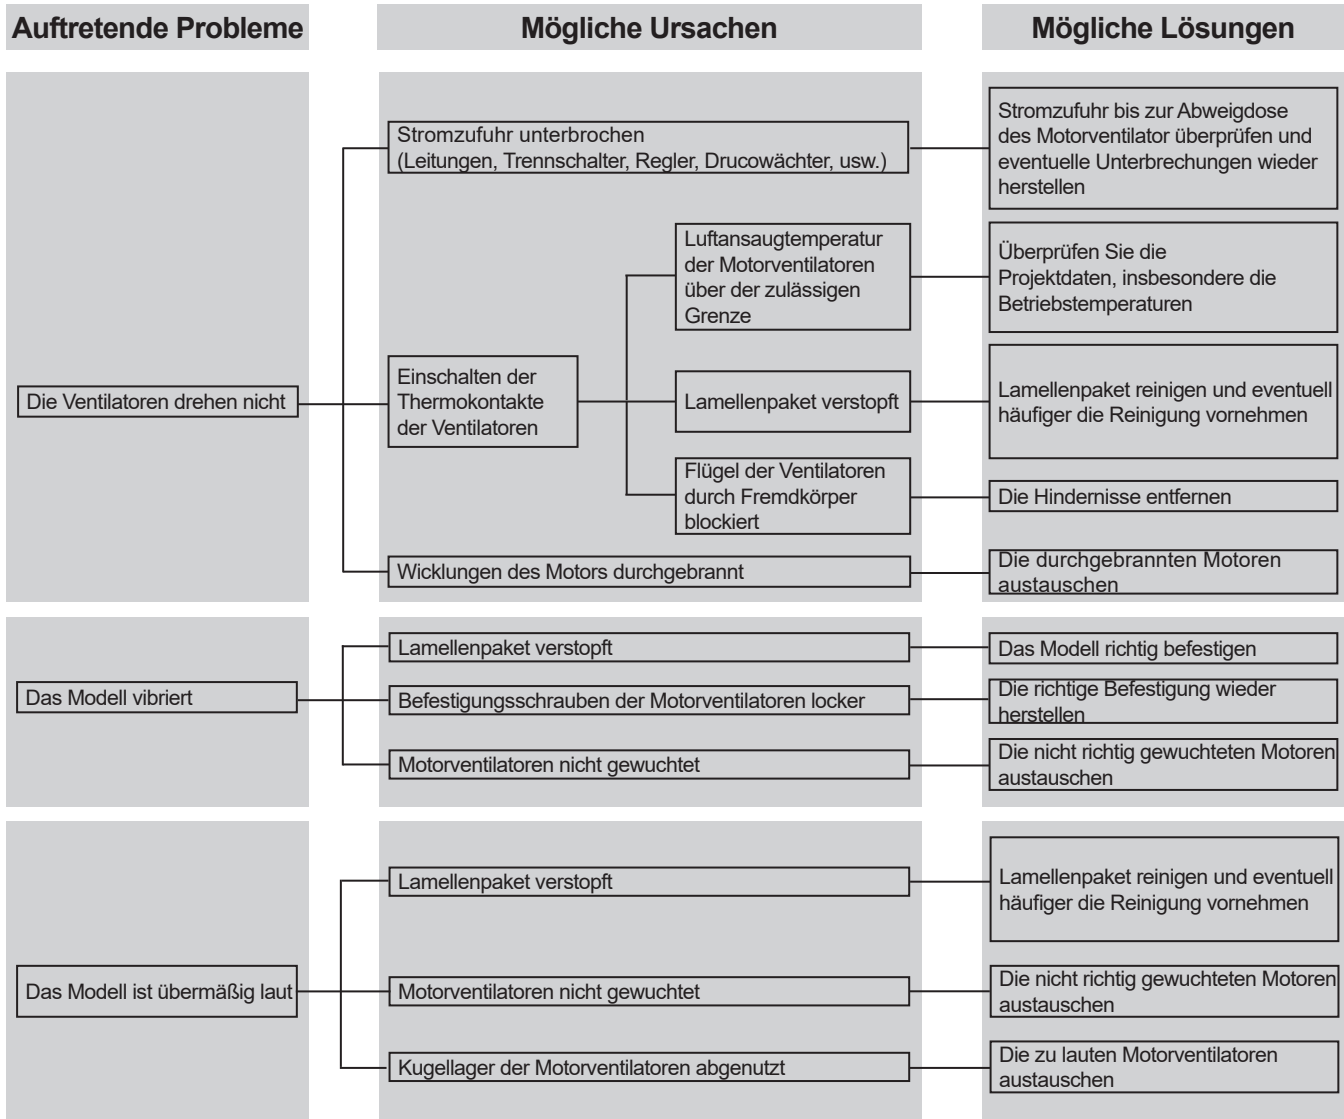 Auftretende Probleme
Mögliche Ursachen
Mögliche Lösungen
Die Ventilatoren drehen nicht
Stromzufuhr unterbrochen
(Leitungen, Trennschalter, Regler, Drucowächter, usw.)
Stromzufuhr bis zur Abweigdose
des Motorventilator überprüfen und
eventuelle Unterbrechungen wieder
herstellen
Einschalten der
Thermokontakte
der Ventilatoren
Luftansaugtemperatur
der Motorventilatoren
über der zulässigen
Grenze
Überprüfen Sie die
Projektdaten, insbesondere die
Betriebstemperaturen
Lamellenpaket verstopft
Lamellenpaket reinigen und eventuell
häufiger die Reinigung vornehmen
Flügel der Ventilatoren
durch Fremdkörper
blockiert
Die Hindernisse entfernen
Wicklungen des Motors durchgebrannt
Die durchgebrannten Motoren
austauschen
Das Modell vibriert
Lamellenpaket verstopft
Das Modell richtig befestigen
Befestigungsschrauben der Motorventilatoren locker
Die richtige Befestigung wieder
herstellen
Motorventilatoren nicht gewuchtet
Die nicht richtig gewuchteten Motoren
austauschen
Das Modell ist übermäßig laut
Lamellenpaket verstopft
Lamellenpaket reinigen und eventuell
häufiger die Reinigung vornehmen
Motorventilatoren nicht gewuchtet
Die nicht richtig gewuchteten Motoren
austauschen
Kugellager der Motorventilatoren abgenutzt
Die zu lauten Motorventilatoren
austauschen